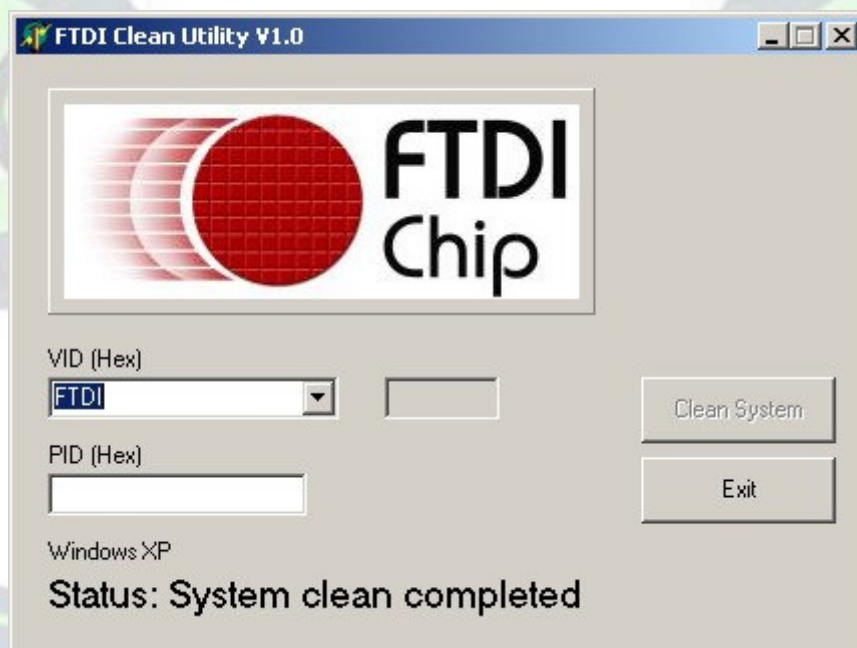 FTDI Clean Utility V1.0
FTDI
Chip
VID (Hex)
FTDI
Clean System
PID (Hex)
Exit
Windows XP
Status: System clean completed